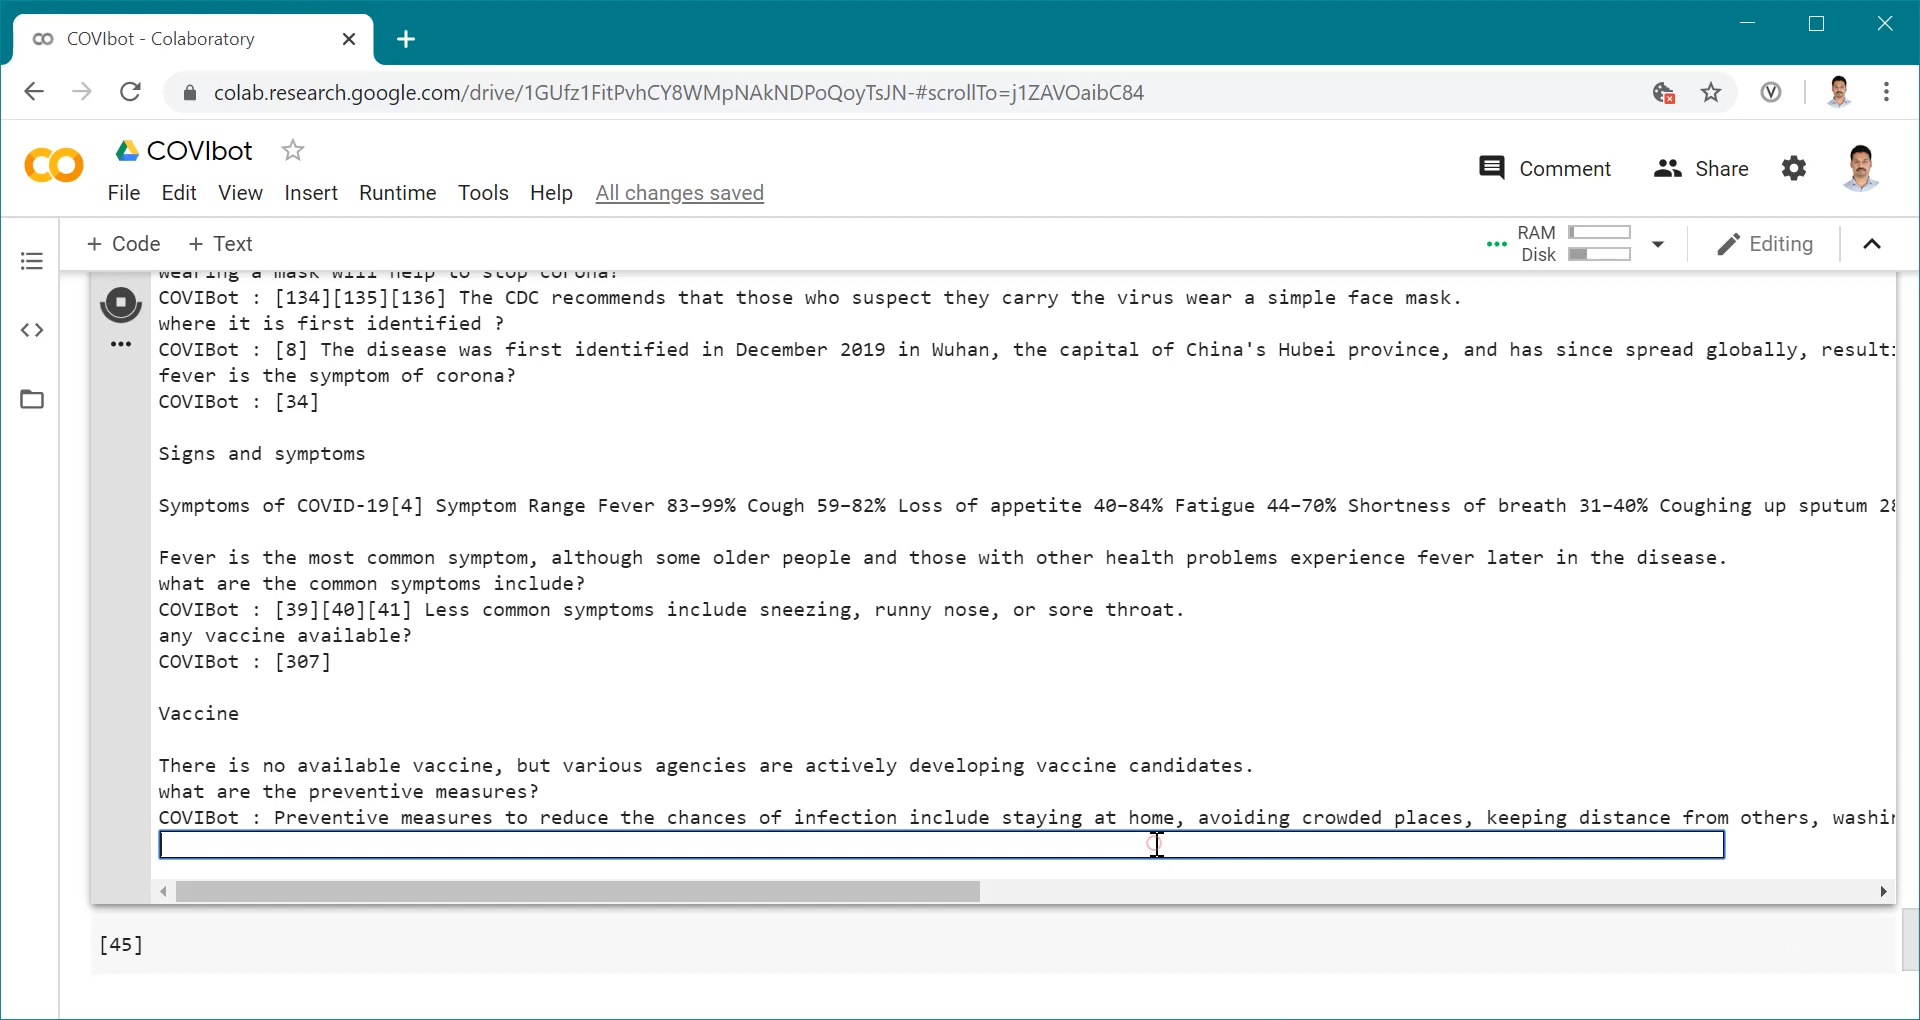 COVIbot - Colaboratory
colab.research.google.com/drive/1GUfz1FitPvhCY8WMpNAkNDPoQoyTsJN-#scrollTo=j1ZAVOaibC84
COVIbot
Comment
Share
File Edit View Insert Runtime Tools Help All changes saved
+ Code + Text
RAM
Disk
Editing
wearing a mask will help to stop corona?
COVIBot : [134][135][136] The CDC recommends that those who suspect they carry the virus wear a simple face mask.
where it is first identified ?
COVIBot : [8] The disease was first identified in December 2019 in Wuhan, the capital of China's Hubei province, and has since spread globally, resulti
fever is the symptom of corona?
COVIBot : [34]
Signs and symptoms
Symptoms of COVID-19[4] Symptom Range Fever 83–99% Cough 59–82% Loss of appetite 40–84% Fatigue 44–70% Shortness of breath 31–40% Coughing up sputum 28
Fever is the most common symptom, although some older people and those with other health problems experience fever later in the disease.
what are the common symptoms include?
COVIBot : [39][40][41] Less common symptoms include sneezing, runny nose, or sore throat.
any vaccine available?
COVIBot : [307]
Vaccine
There is no available vaccine, but various agencies are actively developing vaccine candidates.
what are the preventive measures?
COVIBot : Preventive measures to reduce the chances of infection include staying at home, avoiding crowded places, keeping distance from others, washin
[45]